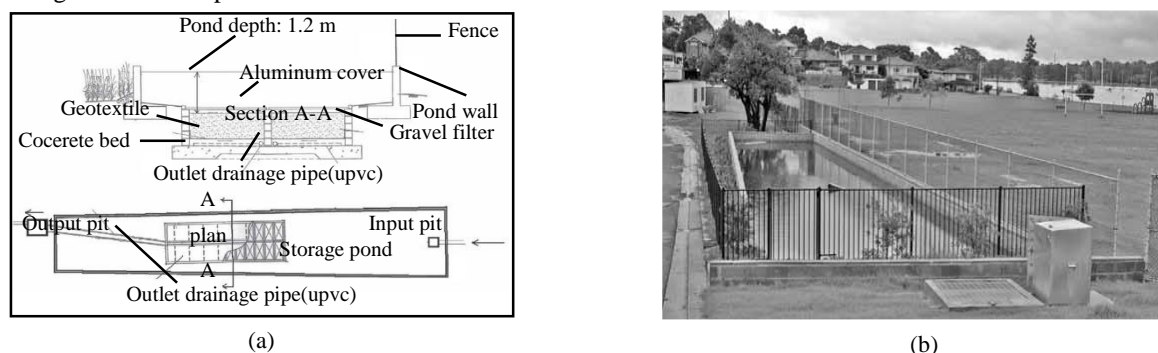 Pond depth: 1.2 m
Fence
Aluminum cover
Geotextile
Section A-A
Pond wall
Gravel filter
Cocerete bed
Outlet drainage pipe(upvc)
A
Output pit
plan
Input pit
Storage pond
A
Outlet drainage pipe(upvc)
(a)
(b)